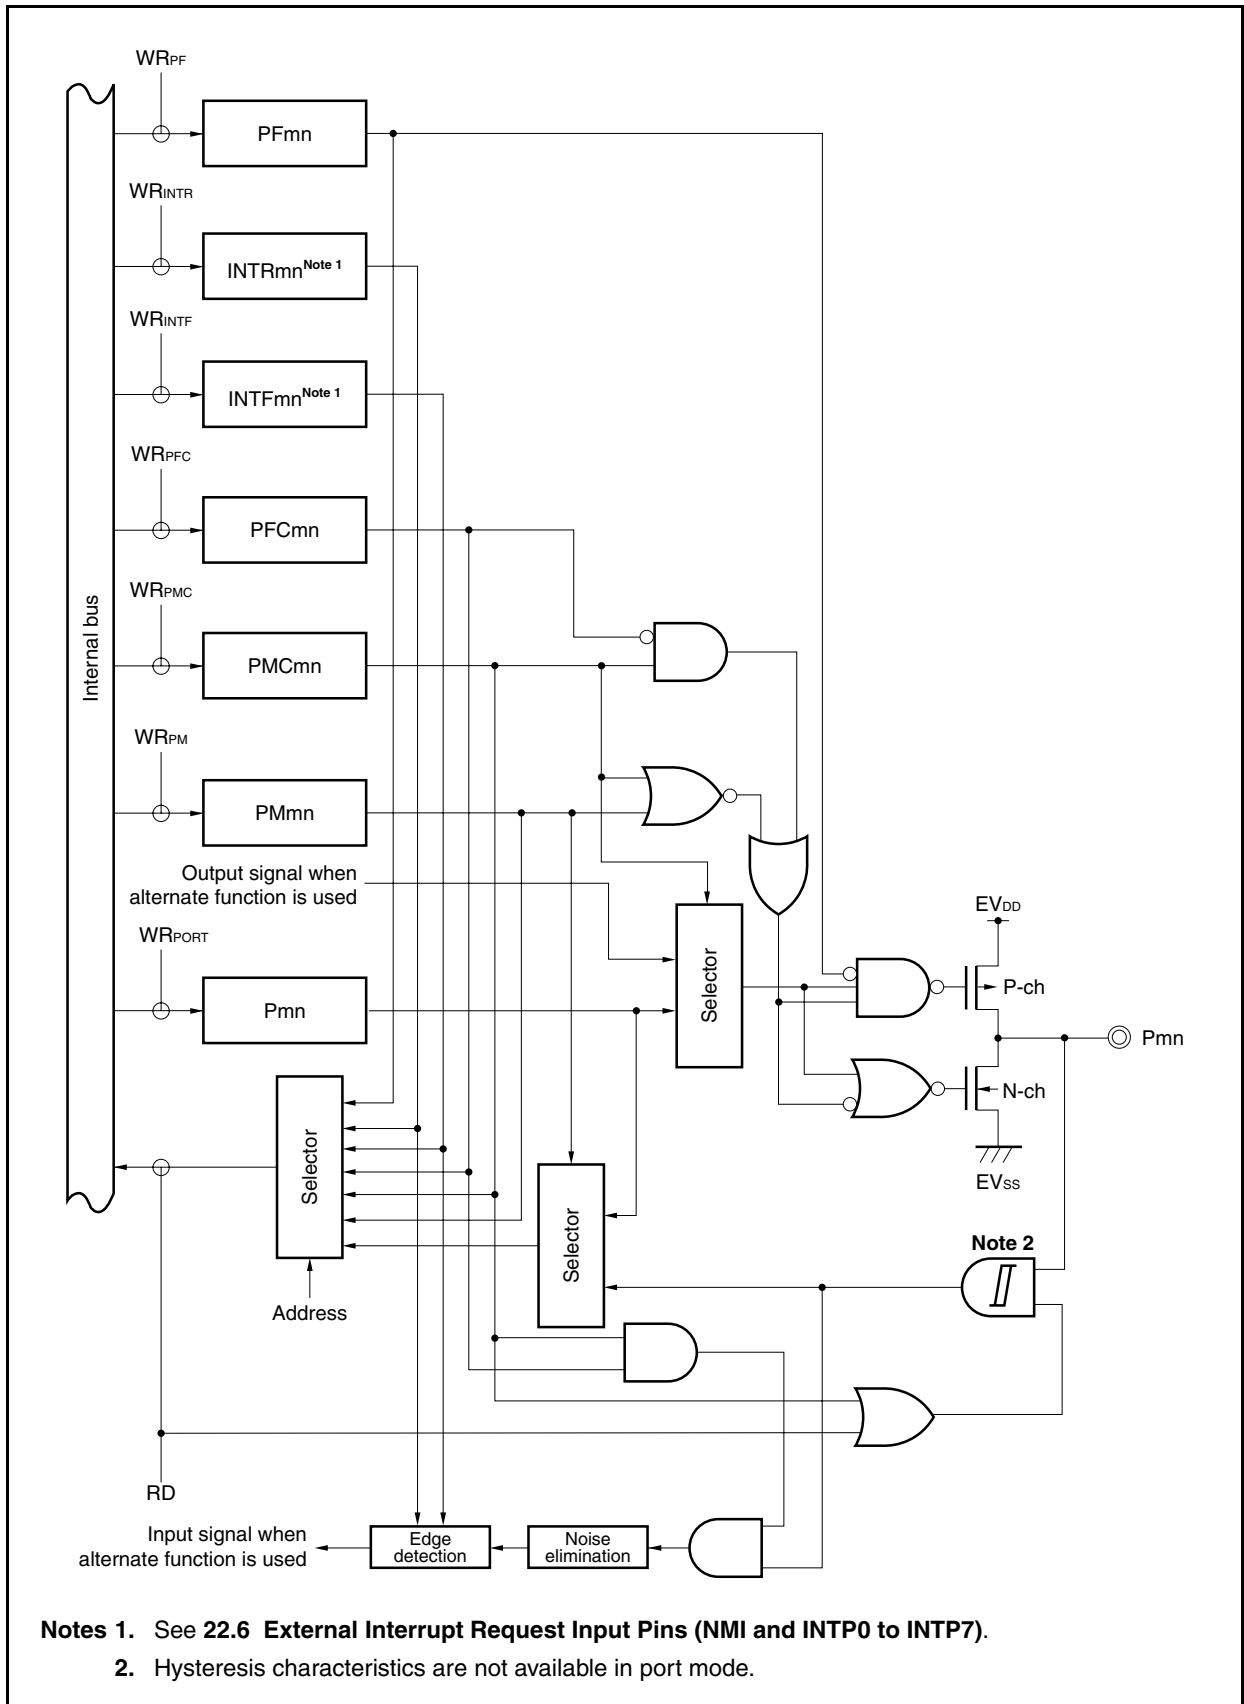 WRPF
PFmn
WRINTR
INTRmnNote 1
WRINTF
INTFmnNote 1
WRPFC
PFCmn
WRPMC
Internal bus
PMCmn
WRPM
PMmn
Output signal when
alternate function is used
WRPORT
Pmn
Selector
EVDD
P-ch
Pmn
N-ch
EVSS
Selector
Selector
Note 2
Address
RD
Input signal when
alternate function is used
Edge
detection
Noise
elimination
Notes 1. See 22.6 External Interrupt Request Input Pins (NMI and INTP0 to INTP7).
2. Hysteresis characteristics are not available in port mode.